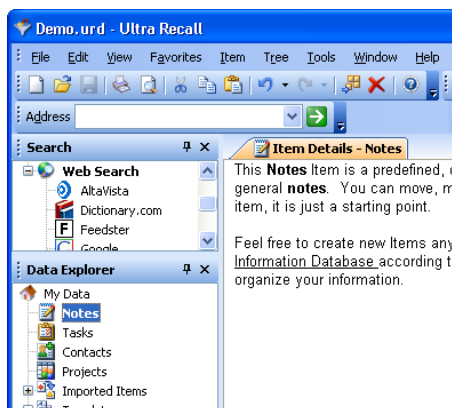 Demo.urd - Ultra Recall
File Edit View Favorites Item Tree Tools Window Help
Address
Search
Web Search
AltaVista
Dictionary.com
F Feedster
Google
Data Explorer
My Data
Notes
Tasks
Contacts
Projects
Imported Items
Item Details - Notes
This Notes Item is a predefined,
general notes. You can move,
item, it is just a starting point.
Feel free to create new Items any
Information Database according
organize your information.